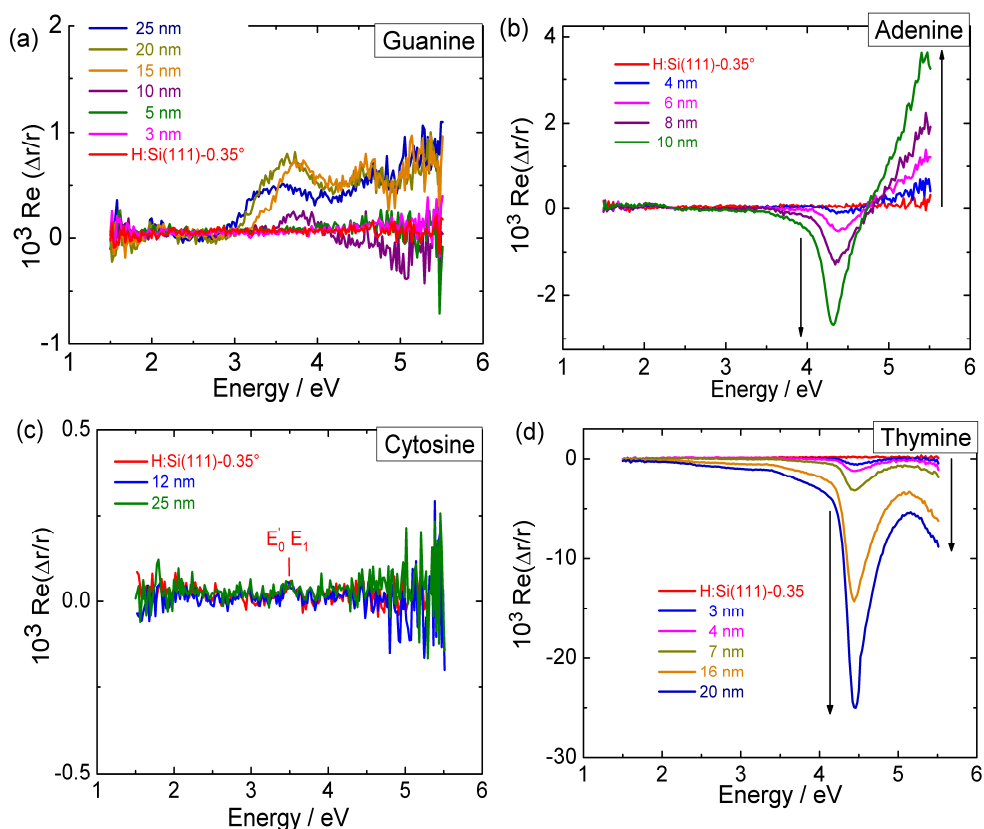 (a)
Guanine
25 nm
20 nm
15 nm
10 nm
5 nm
3 nm
H:Si(111)-0.35°
10³ Re (Δr/r)
2
1
0
-1
1 2 3 4 5 6
Energy / eV
(b)
Adenine
H:Si(111)-0.35°
4 nm
6 nm
8 nm
10 nm
10³ Re(Δr/r)
4
2
0
-2
1 2 3 4 5 6
Energy / eV
(c)
Cytosine
H:Si(111)-0.35°
12 nm
25 nm
E₀' E₁
10³ Re(Δr/r)
0.5
0.0
-0.5
1 2 3 4 5 6
Energy / eV
(d)
Thymine
H:Si(111)-0.35
3 nm
4 nm
7 nm
16 nm
20 nm
10³ Re(Δr/r)
0
-10
-20
-30
1 2 3 4 5 6
Energy / eV